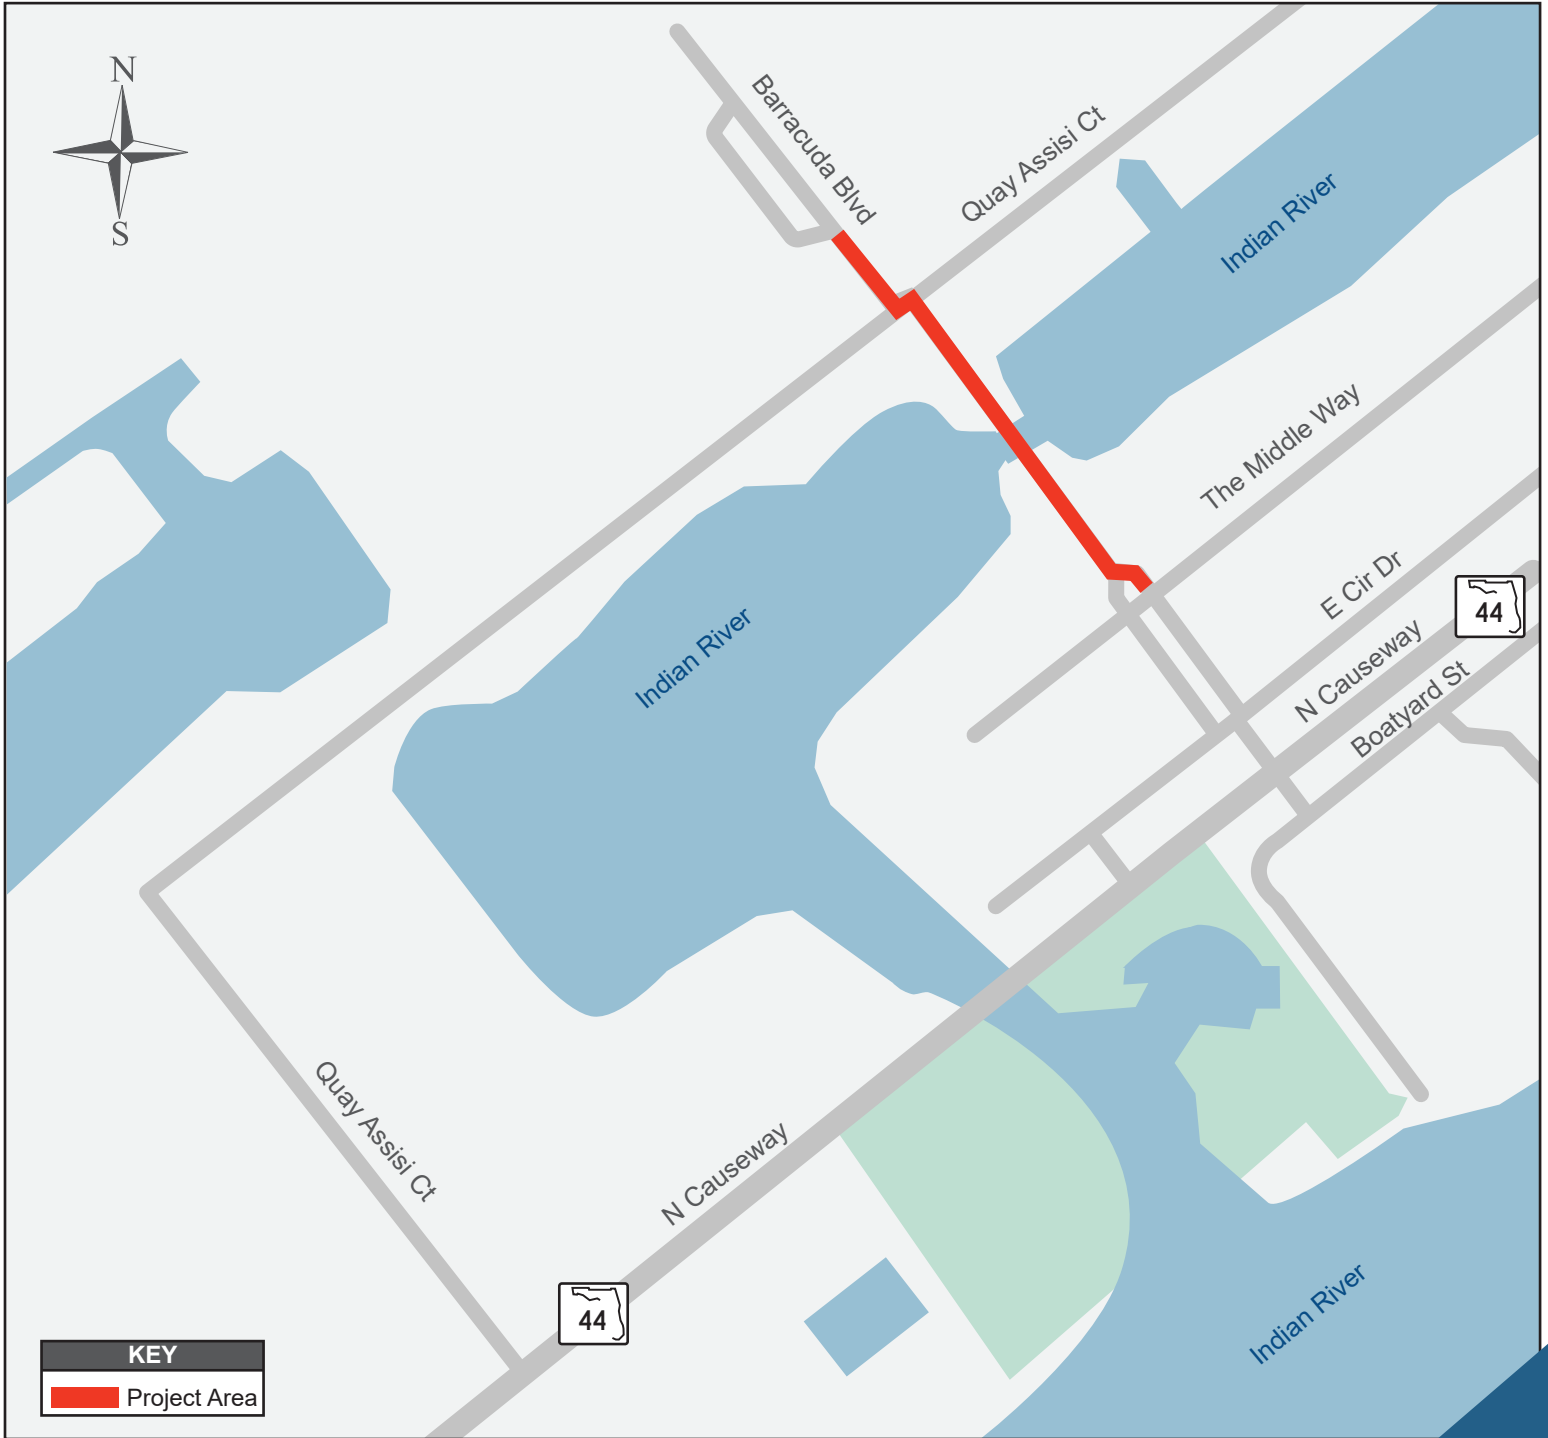 N
S
Barracuda Blvd
Quay Assisi Ct
Indian River
The Middle Way
E Cir Dr
44
N Causeway
Boatyard St
Indian River
Quay Assisi Ct
N Causeway
44
Indian River
KEY
Project Area